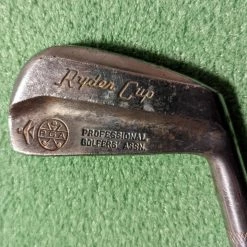 Ryder Cup
PGA
PROFESSIONAL
GOLFERS' ASSN.